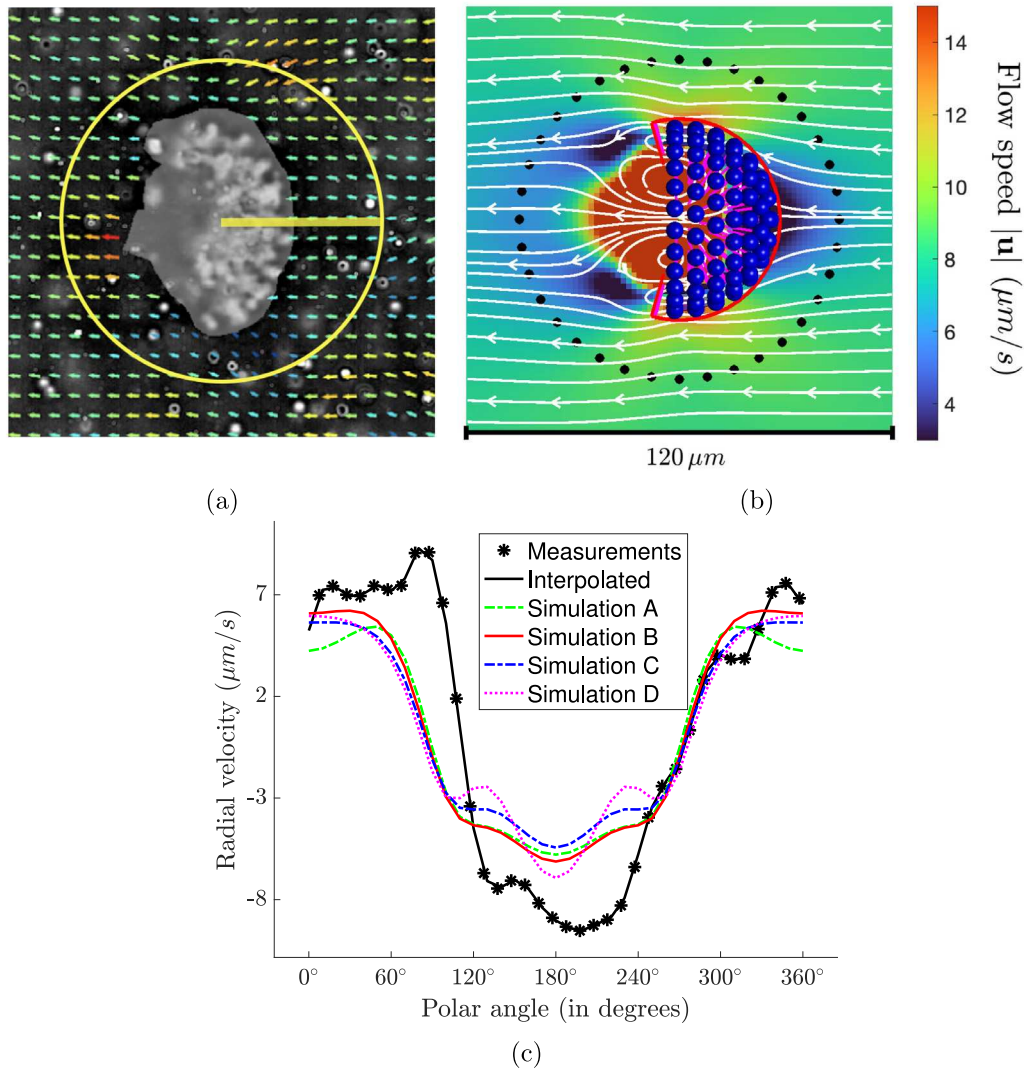 14
12
10
8
6
4
Flow speed |u| (μm/s)
120 μm
(a)
(b)
Measurements
Interpolated
Simulation A
Simulation B
Simulation C
Simulation D
7
2
-3
-8
Radial velocity (μm/s)
0° 60° 120° 180° 240° 300° 360°
Polar angle (in degrees)
(c)